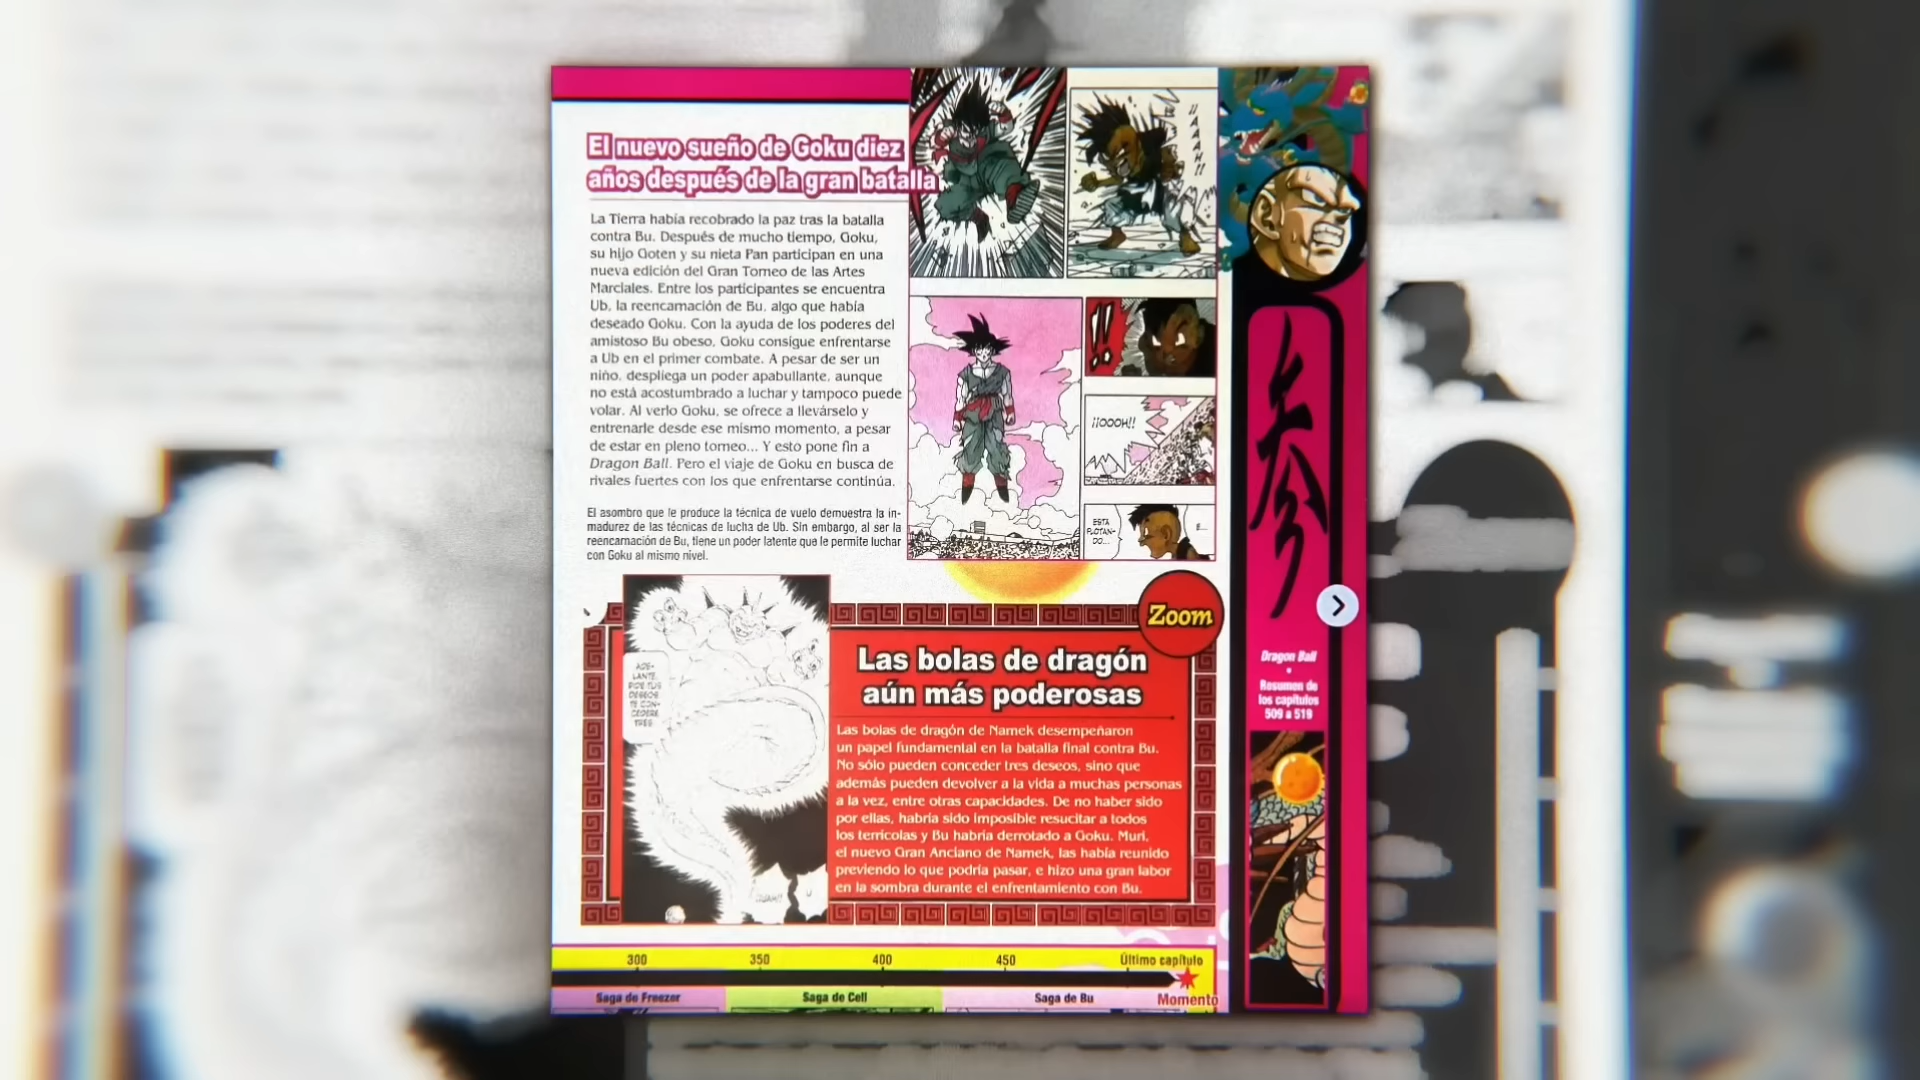 El nuevo sueño de Goku diez
años después de la gran batalla
La Tierra había recobrado la paz tras la batalla
contra Bu. Después de mucho tiempo, Goku,
su hijo Goten y su nieta Pan participan en una
nueva edición del Gran Torneo de las Artes
Marciales. Entre los participantes se encuentra
Ub, la reencarnación de Bu, algo que había
deseado Goku. Con la ayuda de los poderes del
amistoso Bu obeso, Goku consigue enfrentarse
a Ub en el primer combate. A pesar de ser un
niño, despliega un poder apabullante, aunque
no está acostumbrado a luchar y tampoco puede
volar. Al verlo Goku, se ofrece a llevárselo y
entrenarle desde ese mismo momento, a pesar
de estar en pleno torneo... Y esto pone fin a
Dragon Ball. Pero el viaje de Goku en busca de
rivales fuertes con los que enfrentarse continúa.
El asombro que le produce la técnica de vuelo demuestra la in-
madurez de las técnicas de lucha de Ub. Sin embargo, al ser la
reencarnación de Bu, tiene un poder latente que le permite luchar
con Goku al mismo nivel.
¡¡AAAAH!!
!!
¡¡OOOH!!
ESTÁ
FLOTAN-
DO...
E...
ADE-
LANTE.
PIDE TUS
DESEOS.
TE CON-
CEDERÉ
TRES.
Zoom
Las bolas de dragón
aún más poderosas
Las bolas de dragón de Namek desempeñaron
un papel fundamental en la batalla final contra Bu.
No sólo pueden conceder tres deseos, sino que
además pueden devolver a la vida a muchas personas
a la vez, entre otras capacidades. De no haber sido
por ellas, habría sido imposible resucitar a todos
los terrícolas y Bu habría derrotado a Goku. Muri,
el nuevo Gran Anciano de Namek, las había reunido
previendo lo que podría pasar, e hizo una gran labor
en la sombra durante el enfrentamiento con Bu.
300 350 400 450 Último capítulo
Saga de Freezer Saga de Cell Saga de Bu Momento
参
Dragon Ball
•
Resumen de
los capítulos
509 a 519